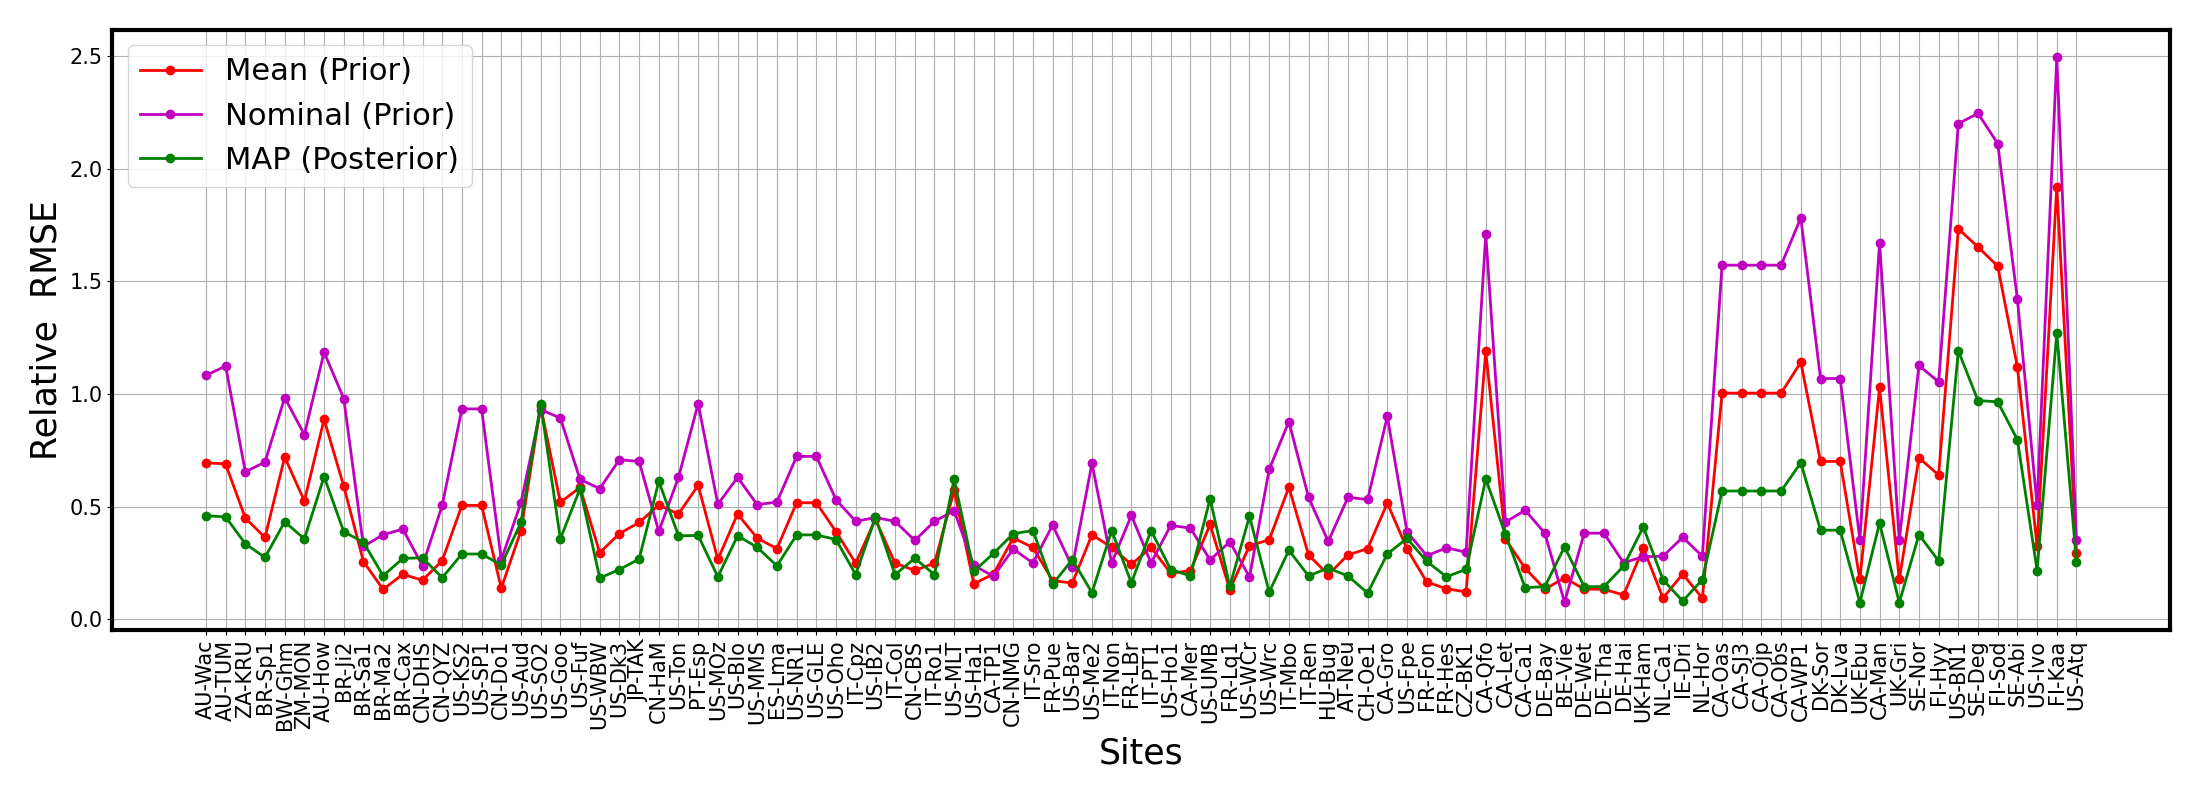 Mean (Prior)
Nominal (Prior)
MAP (Posterior)
2.5
2.0
1.5
1.0
0.5
0.0
Relative RMSE
AU-Wac
AU-TUM
ZA-KRU
BR-Sp1
BW-Ghm
ZM-MON
AU-How
BR-Ji2
BR-Sa1
BR-Ma2
BR-Cax
CN-DHS
CN-QYZ
US-KS2
US-SP1
CN-Do1
US-Aud
US-SO2
US-Goo
US-Fuf
US-WBW
US-Dk3
JP-TAK
CN-HaM
US-Ton
PT-Esp
US-MOz
US-Blo
US-MMS
ES-Lma
US-NR1
US-GLE
US-Oho
IT-Cpz
US-IB2
IT-Col
CN-CBS
IT-Ro1
US-MLT
US-Ha1
CA-TP1
CN-NMG
IT-Sro
FR-Pue
US-Bar
US-Me2
IT-Non
FR-LBr
IT-PT1
US-Ho1
CA-Mer
US-UMB
FR-Lq1
US-WCr
US-Wrc
IT-Mbo
IT-Ren
HU-Bug
AT-Neu
CH-Oe1
CA-Gro
US-Fpe
FR-Fon
FR-Hes
CZ-BK1
CA-Qfo
CA-Let
CA-Ca1
DE-Bay
BE-Vie
DE-Wet
DE-Tha
DE-Hai
UK-Ham
NL-Ca1
IE-Dri
NL-Hor
CA-Oas
CA-SJ3
CA-Ojp
CA-Obs
CA-WP1
DK-Sor
DK-Lva
UK-Ebu
CA-Man
UK-Gri
SE-Nor
FI-Hyy
US-BN1
SE-Deg
FI-Sod
SE-Abi
US-Ivo
FI-Kaa
US-Atq
Sites